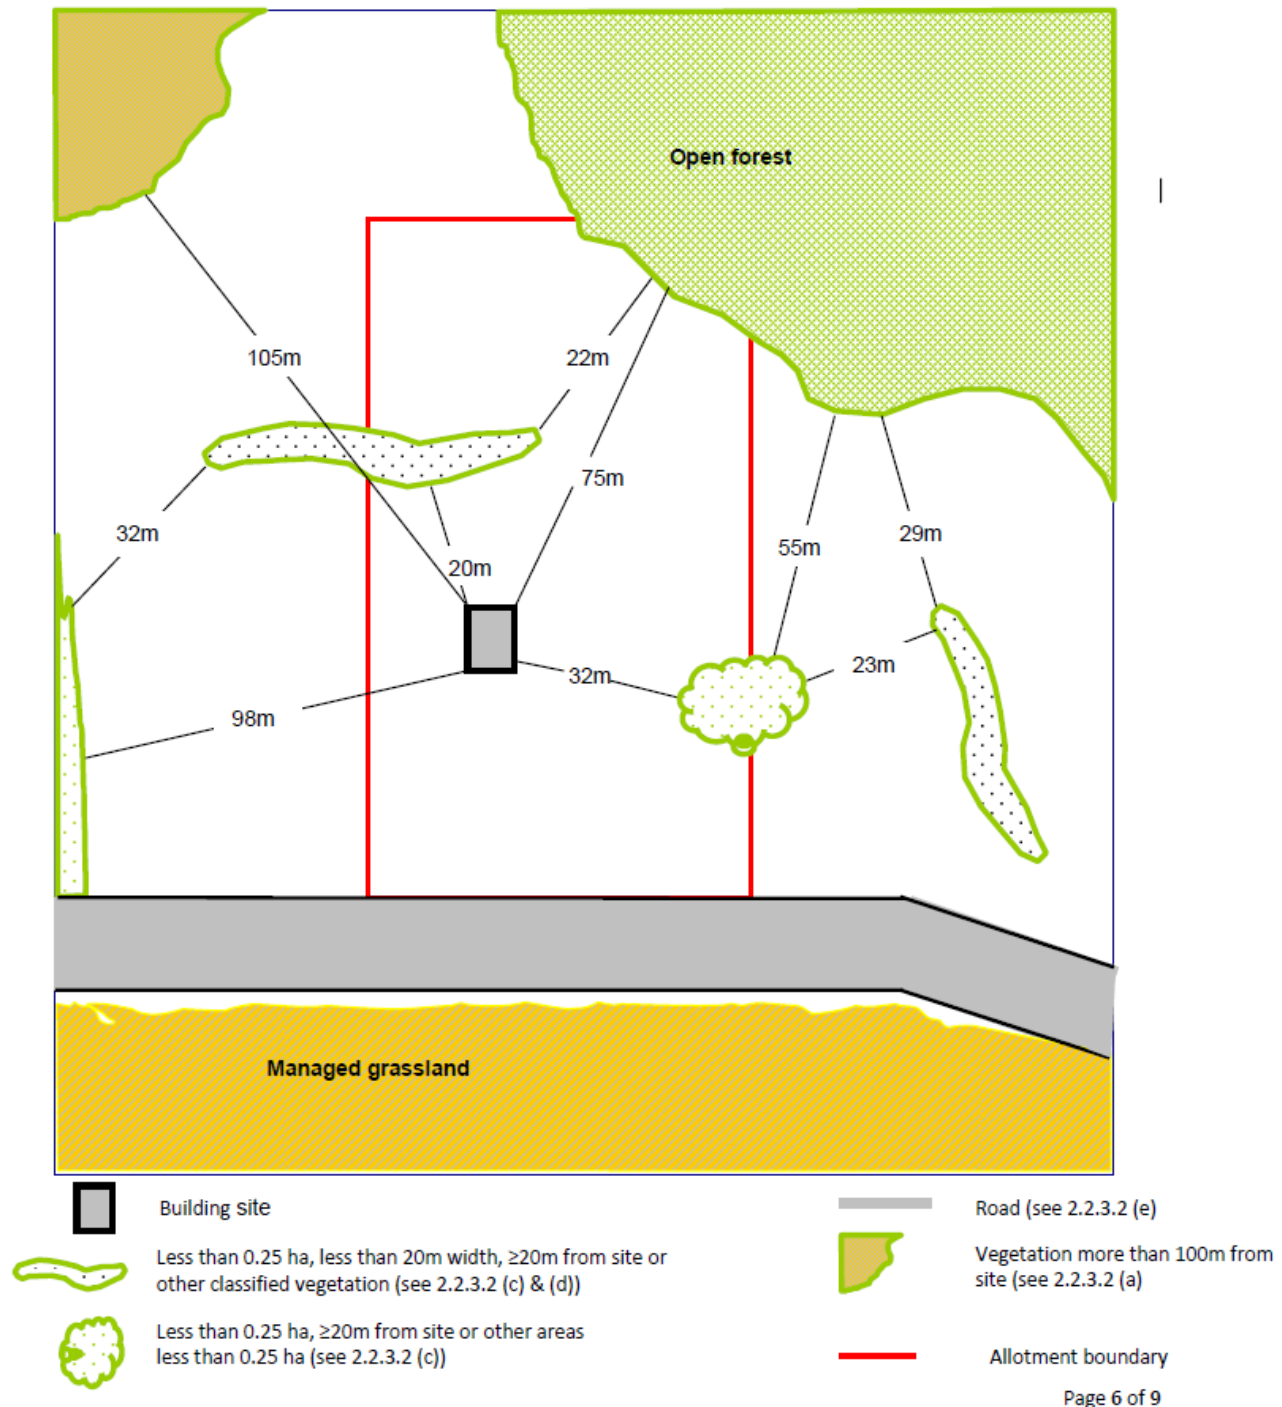 Open forest
105m
22m
75m
32m
20m
55m
29m
98m
32m
23m
Managed grassland
Building site
Less than 0.25 ha, less than 20m width, ≥20m from site or
other classified vegetation (see 2.2.3.2 (c) & (d))
Less than 0.25 ha, ≥20m from site or other areas
less than 0.25 ha (see 2.2.3.2 (c))
Road (see 2.2.3.2 (e)
Vegetation more than 100m from
site (see 2.2.3.2 (a)
Allotment boundary
Page 6 of 9